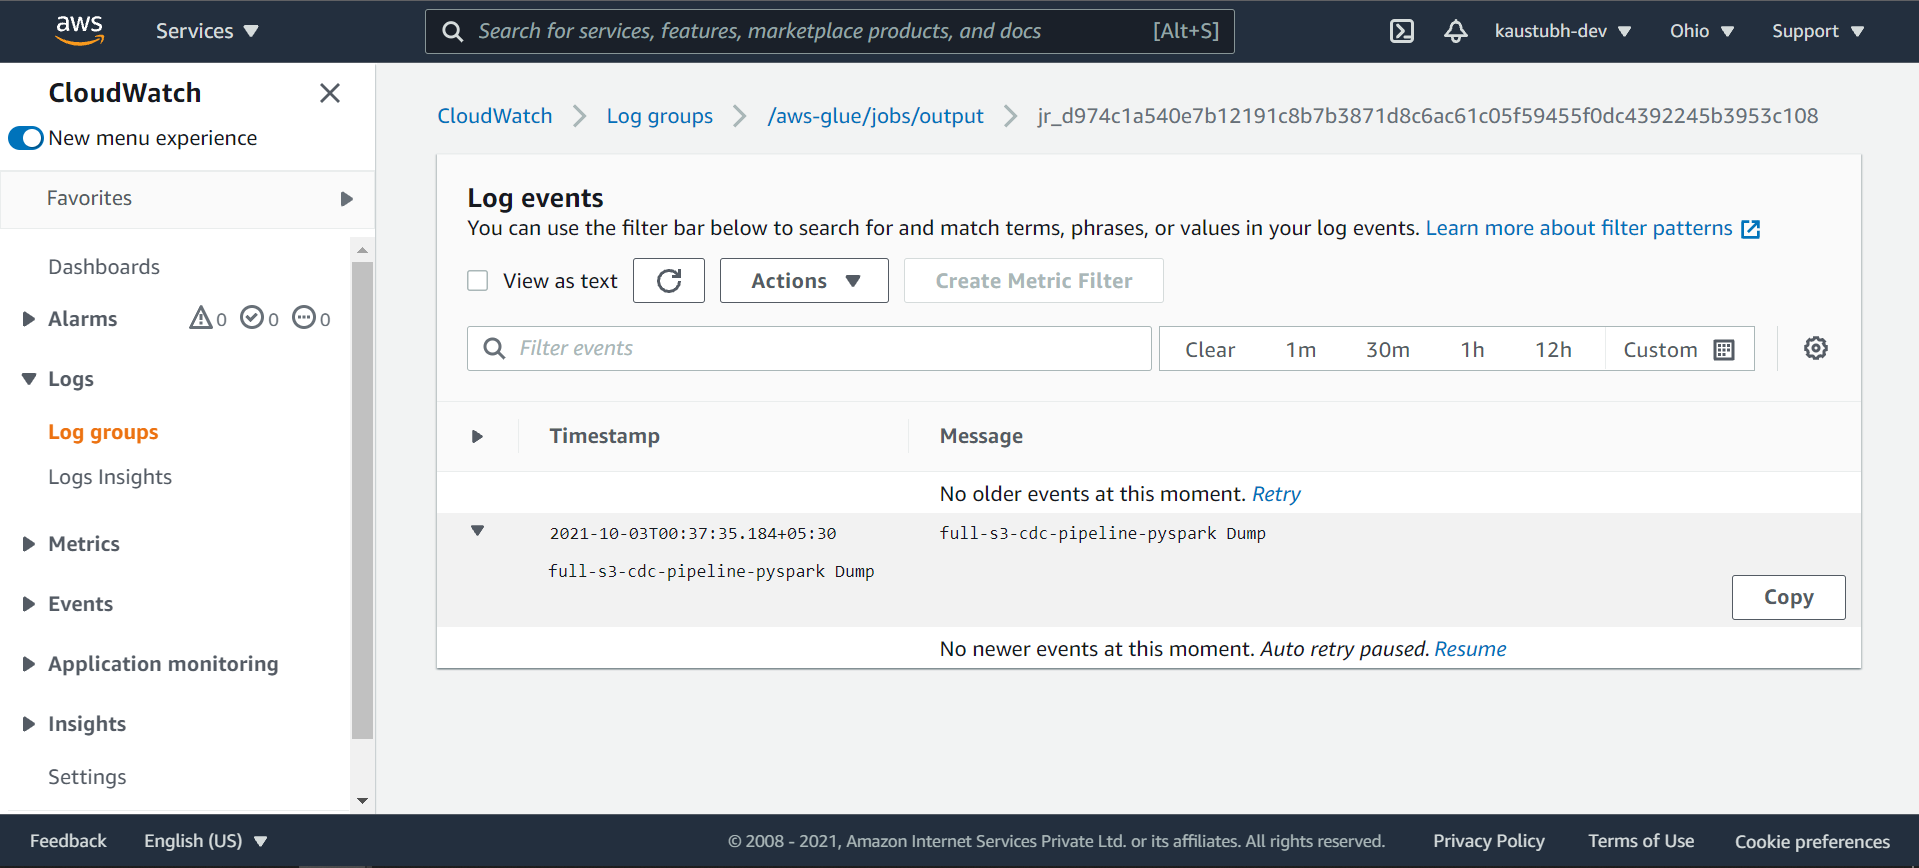 aws
Services
Search for services, features, marketplace products, and docs
[Alt+S]
kaustubh-dev
Ohio
Support
CloudWatch
New menu experience
Favorites
Dashboards
Alarms 0 0 0
Logs
Log groups
Logs Insights
Metrics
Events
Application monitoring
Insights
Settings
CloudWatch
Log groups
/aws-glue/jobs/output
jr_d974c1a540e7b12191c8b7b3871d8c6ac61c05f59455f0dc4392245b3953c108
Log events
You can use the filter bar below to search for and match terms, phrases, or values in your log events. Learn more about filter patterns
View as text
Actions
Create Metric Filter
Filter events
Clear
1m
30m
1h
12h
Custom
Timestamp
Message
No older events at this moment. Retry
2021-10-03T00:37:35.184+05:30
full-s3-cdc-pipeline-pyspark Dump
full-s3-cdc-pipeline-pyspark Dump
Copy
No newer events at this moment. Auto retry paused. Resume
Feedback
English (US)
© 2008 - 2021, Amazon Internet Services Private Ltd. or its affiliates. All rights reserved.
Privacy Policy
Terms of Use
Cookie preferences